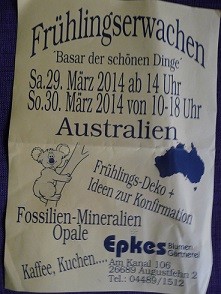 Frühlingserwachen
"Basar der schönen Dinge"
Sa.29. März 2014 ab 14 Uhr
So.30. März 2014 von 10-18 Uhr
Australien
Frühlings-Deko +
Ideen zur Konfirmation
Fossilien-Mineralien
Opale
Kaffee, Kuchen....
Epkes Blumen
Gärtnerei
Am Kanal 106
26689 Augustfehn 2
Tel.: 04489/1512